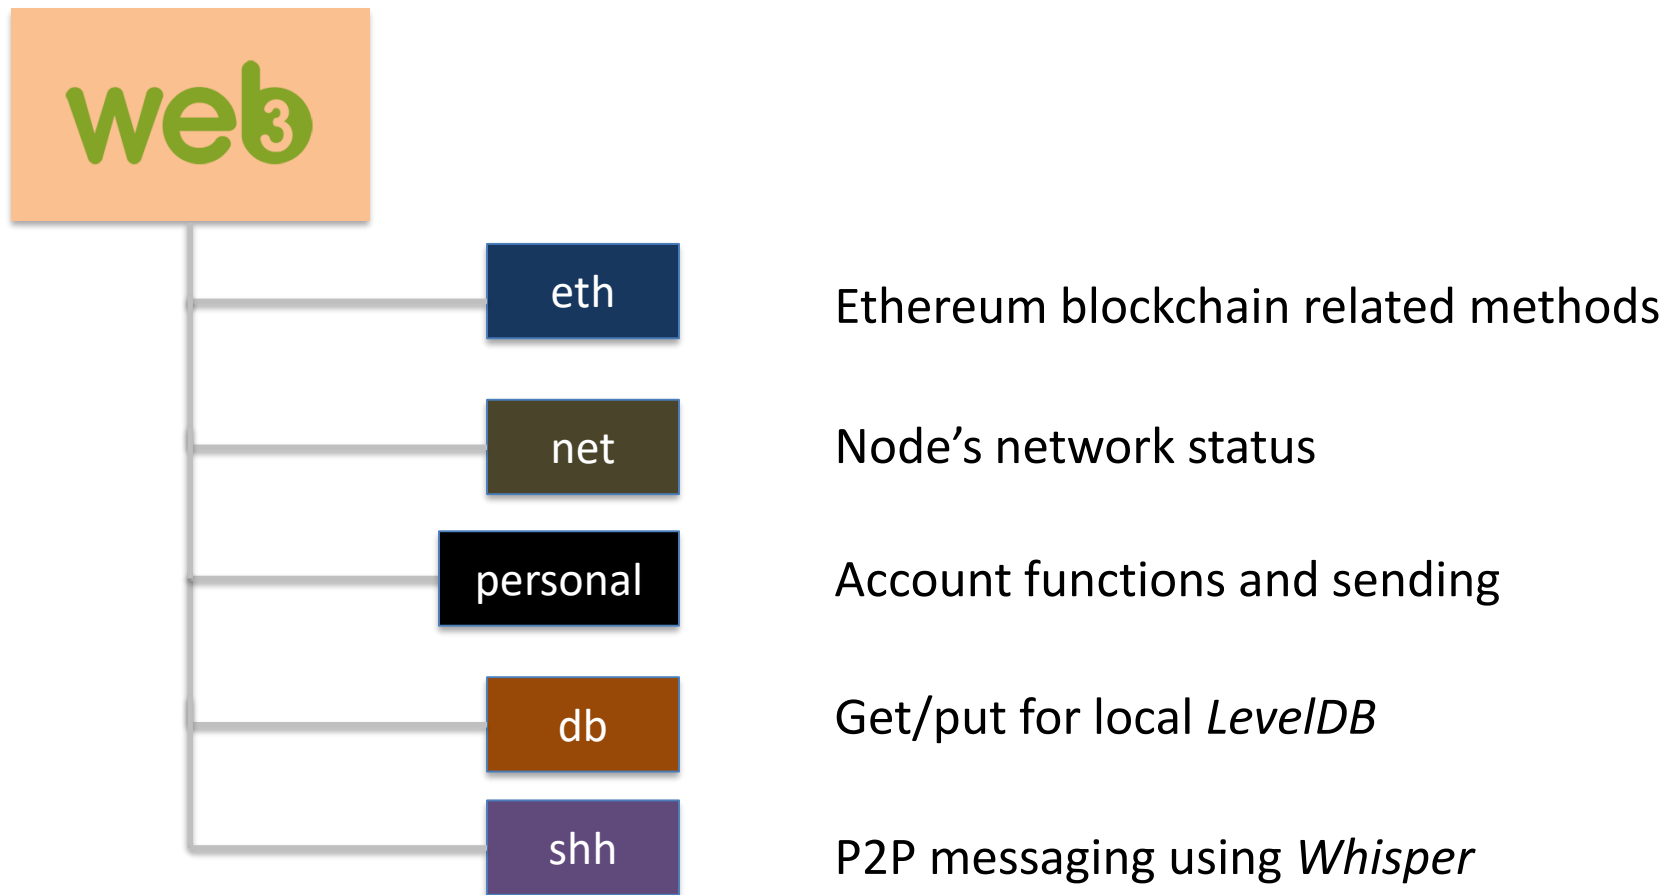 web3
eth
Ethereum blockchain related methods
net
Node’s network status
personal
Account functions and sending
db
Get/put for local LevelDB
shh
P2P messaging using Whisper